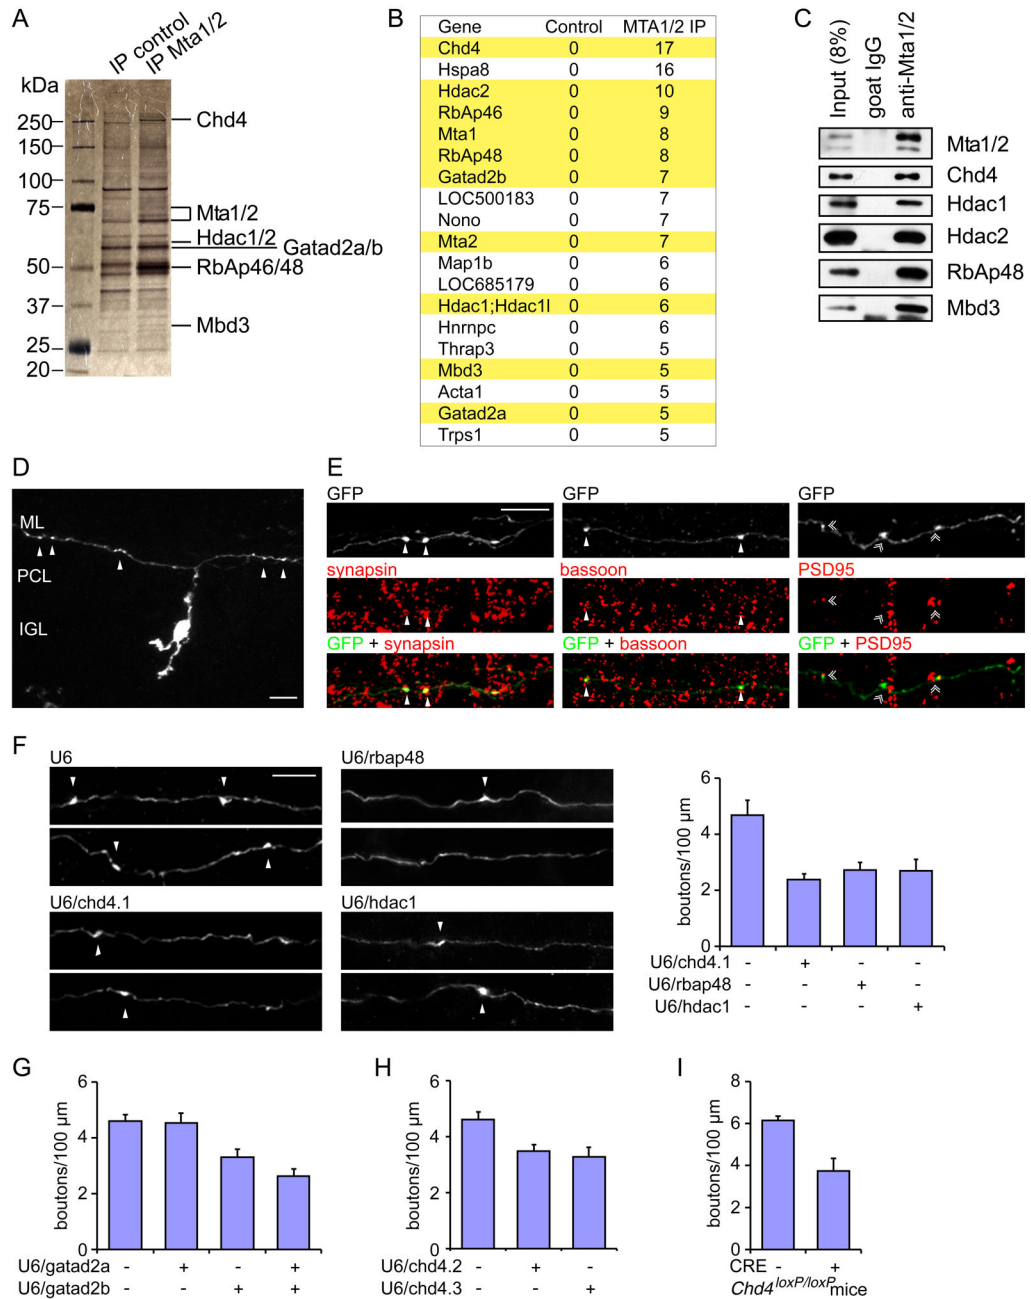 A
IP control
IP Mta1/2
kDa
250
150
100
75
50
37
25
20
Chd4
Mta1/2
Hdac1/2
Gatad2a/b
RbAp46/48
Mbd3
B
Gene Control MTA1/2 IP
Chd4 0 17
Hspa8 0 16
Hdac2 0 10
RbAp46 0 9
Mta1 0 8
RbAp48 0 8
Gatad2b 0 7
LOC500183 0 7
Nono 0 7
Mta2 0 7
Map1b 0 6
LOC685179 0 6
Hdac1;Hdac1l 0 6
Hnrnpc 0 6
Thrap3 0 5
Mbd3 0 5
Acta1 0 5
Gatad2a 0 5
Trps1 0 5
C
Input (8%)
goat IgG
anti-Mta1/2
Mta1/2
Chd4
Hdac1
Hdac2
RbAp48
Mbd3
D
ML
PCL
IGL
E
GFP GFP GFP
synapsin bassoon PSD95
GFP + synapsin GFP + bassoon GFP + PSD95
F
U6 U6/rbap48
U6/chd4.1 U6/hdac1
boutons/100 µm
6
4
2
0
U6/chd4.1 - + - -
U6/rbap48 - - + -
U6/hdac1 - - - +
G
boutons/100 µm
6
4
2
0
U6/gatad2a - + - +
U6/gatad2b - - + +
H
boutons/100 µm
6
4
2
0
U6/chd4.2 - + -
U6/chd4.3 - - +
I
boutons/100 µm
8
6
4
2
0
CRE - +
Chd4 loxP/loxP mice